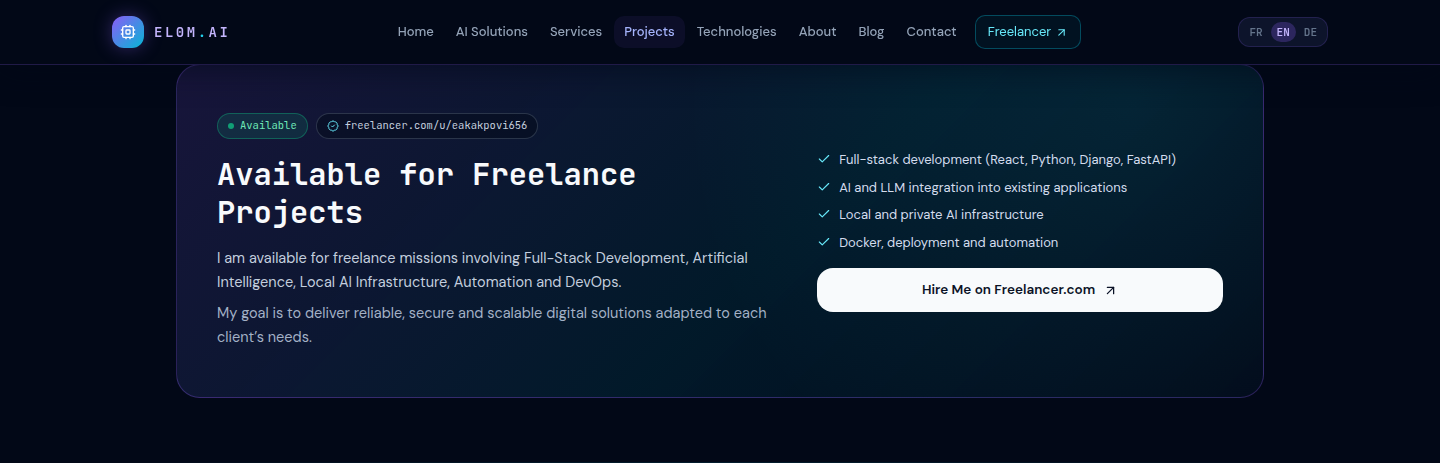 EL0M.AI
Home AI Solutions Services Projects Technologies About Blog Contact Freelancer
FR EN DE
Available freelancer.com/u/eakakpovi656
Available for Freelance
Projects
I am available for freelance missions involving Full-Stack Development, Artificial
Intelligence, Local AI Infrastructure, Automation and DevOps.
My goal is to deliver reliable, secure and scalable digital solutions adapted to each
client’s needs.
Full-stack development (React, Python, Django, FastAPI)
AI and LLM integration into existing applications
Local and private AI infrastructure
Docker, deployment and automation
Hire Me on Freelancer.com